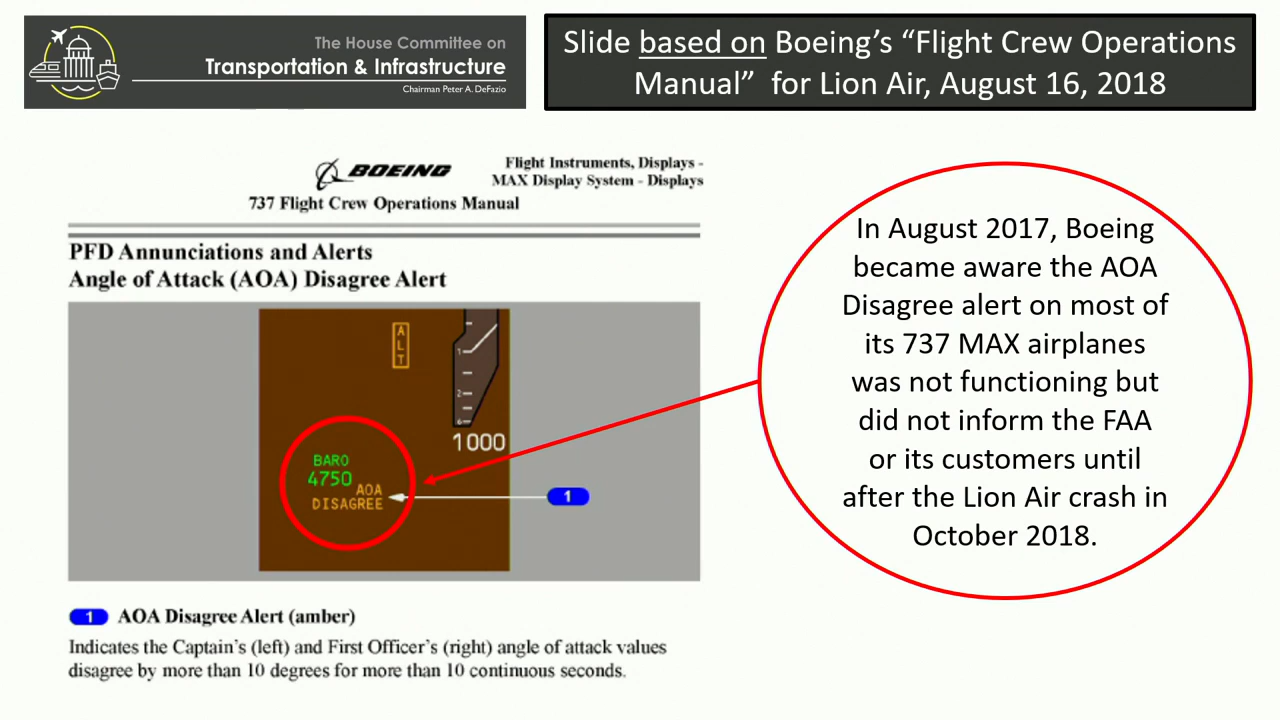 The House Committee on
Transportation & Infrastructure
Chairman Peter A. DeFazio
Slide based on Boeing's “Flight Crew Operations
Manual”  for Lion Air, August 16, 2018
BOEING
Flight Instruments, Displays -
MAX Display System - Displays
737 Flight Crew Operations Manual
PFD Annunciations and Alerts
Angle of Attack (AOA) Disagree Alert
A
L
T
1
2
6
1000
BARO
4750
AOA
DISAGREE
1
1 AOA Disagree Alert (amber)
Indicates the Captain's (left) and First Officer's (right) angle of attack values
disagree by more than 10 degrees for more than 10 continuous seconds.
In August 2017, Boeing
became aware the AOA
Disagree alert on most of
its 737 MAX airplanes
was not functioning but
did not inform the FAA
or its customers until
after the Lion Air crash in
October 2018.